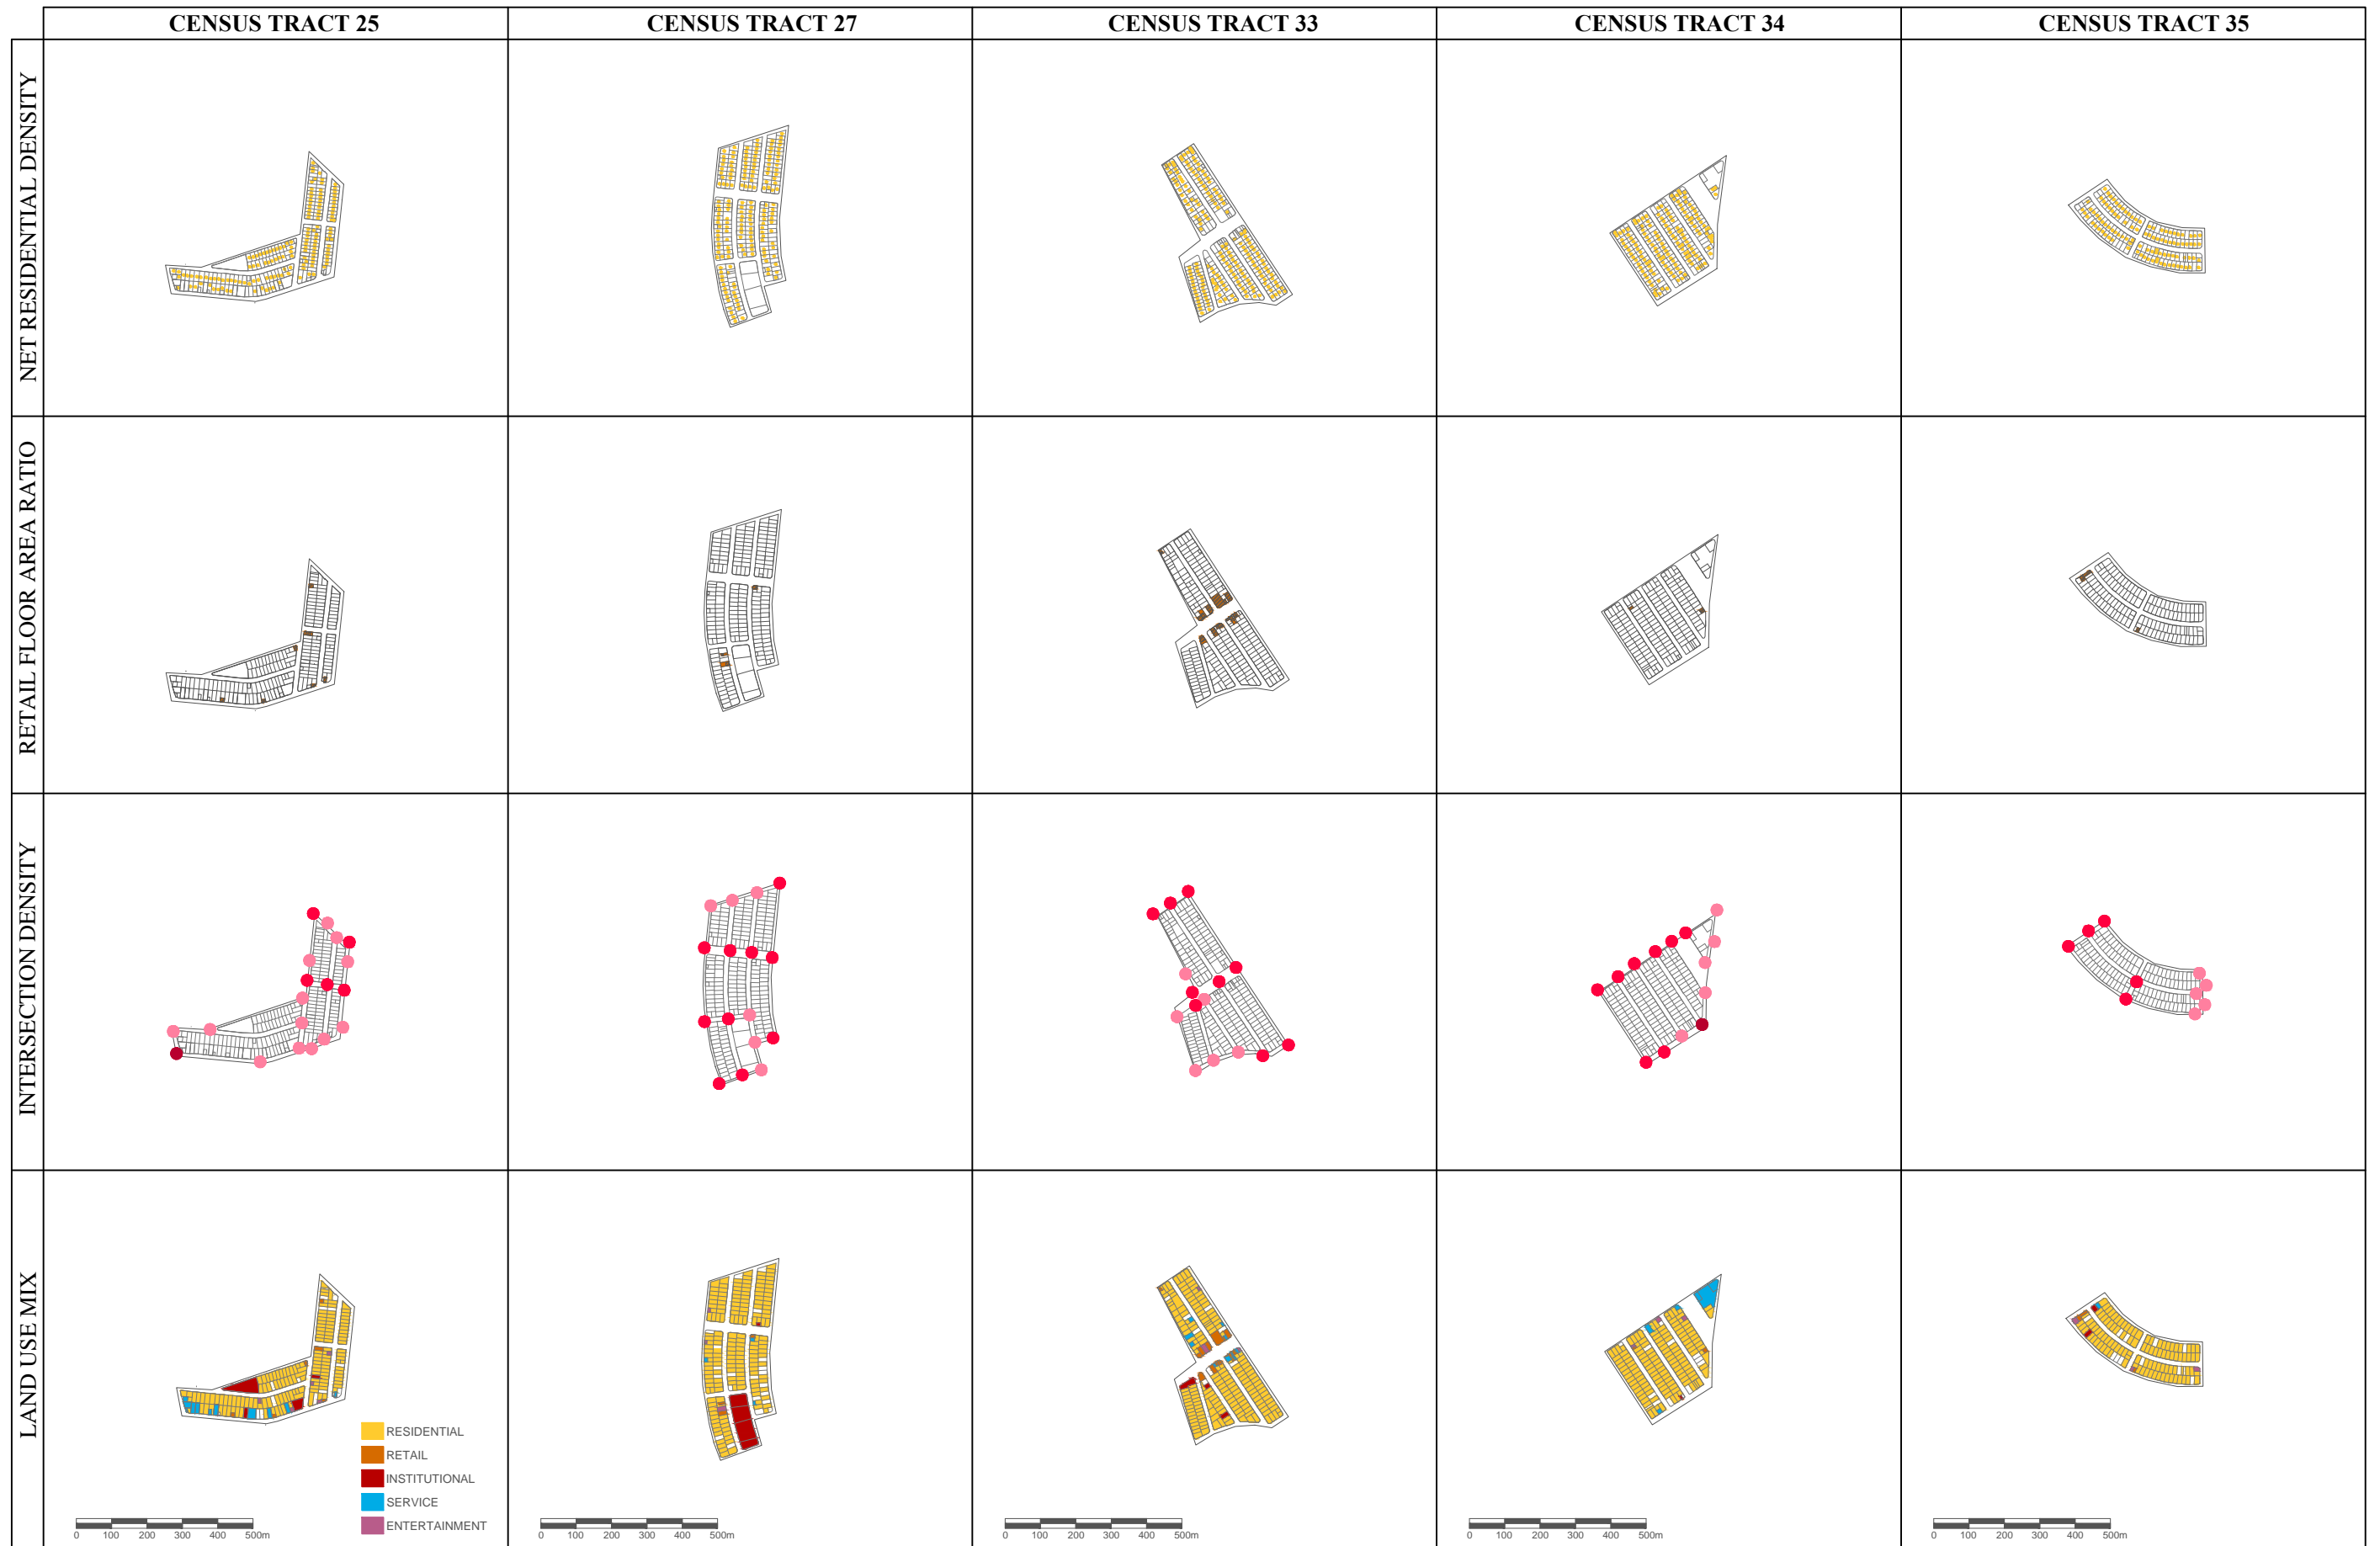 CENSUS TRACT 25
CENSUS TRACT 27
CENSUS TRACT 33
CENSUS TRACT 34
CENSUS TRACT 35
NET RESIDENTIAL DENSITY
RETAIL FLOOR AREA RATIO
INTERSECTION DENSITY
LAND USE MIX
RESIDENTIAL
RETAIL
INSTITUTIONAL
SERVICE
ENTERTAINMENT
0 100 200 300 400 500m
0 100 200 300 400 500m
0 100 200 300 400 500m
0 100 200 300 400 500m
0 100 200 300 400 500m